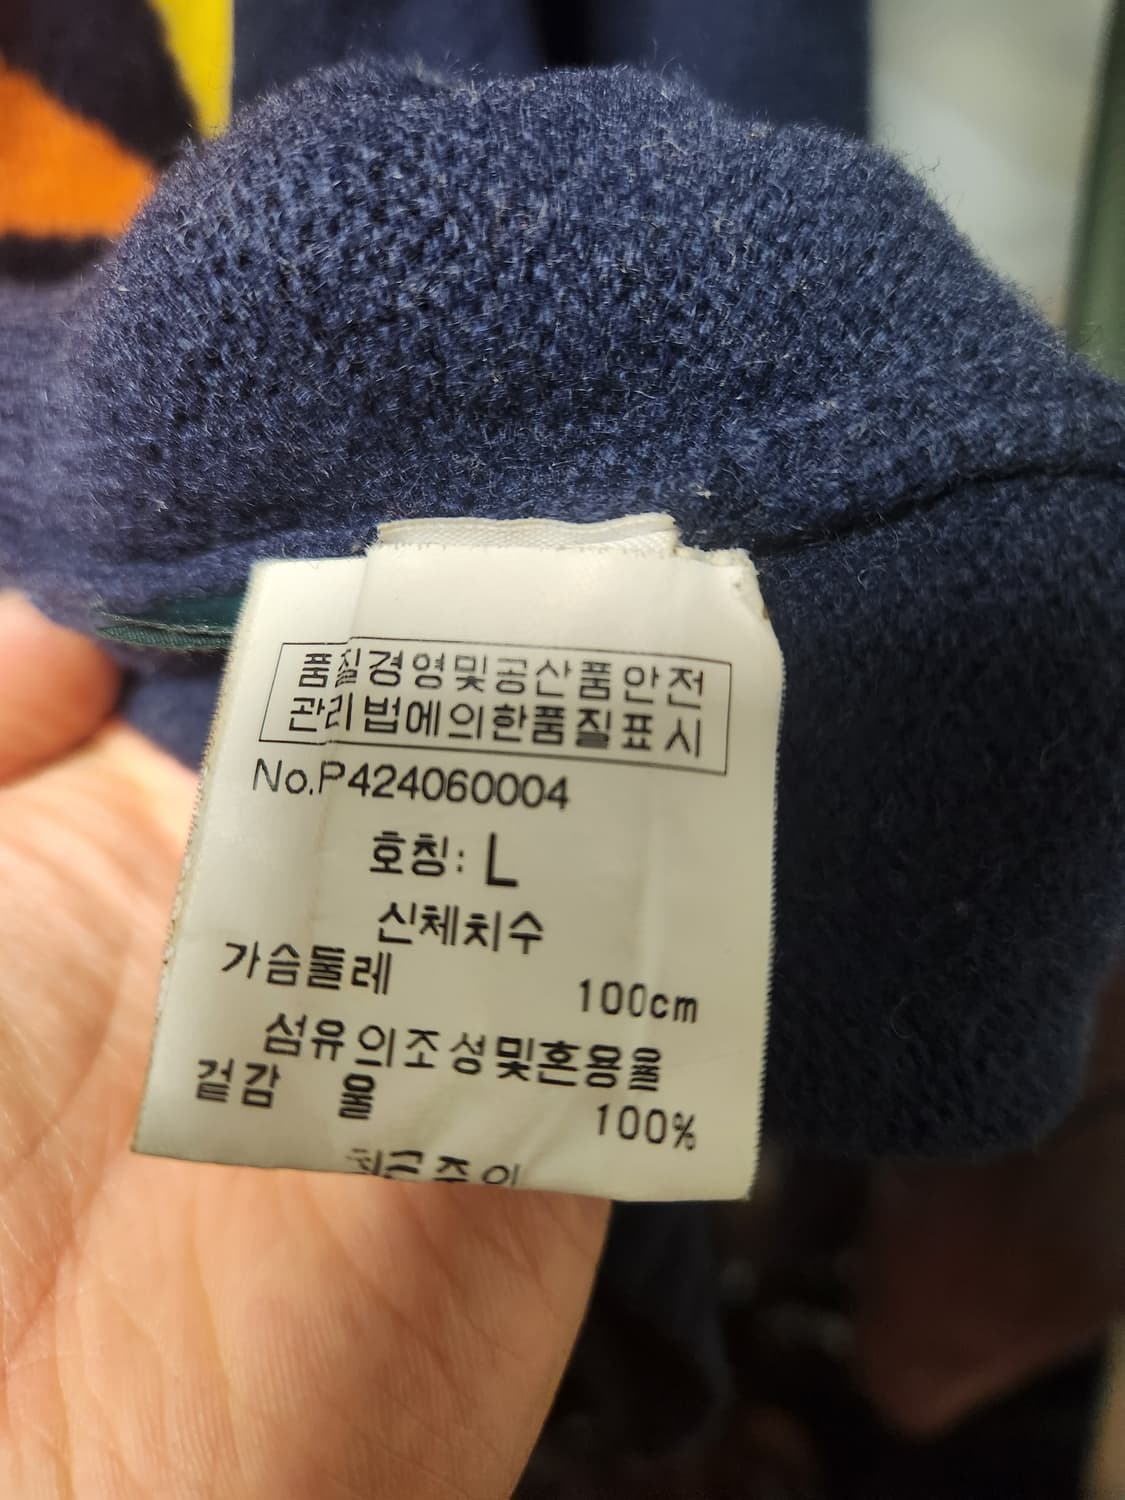 품질경영및공산품안전
관리법에의한품질표시
No.P424060004
호칭: L
신체치수
가슴둘레 100cm
섬유의조성및혼용율
겉감 울 100%